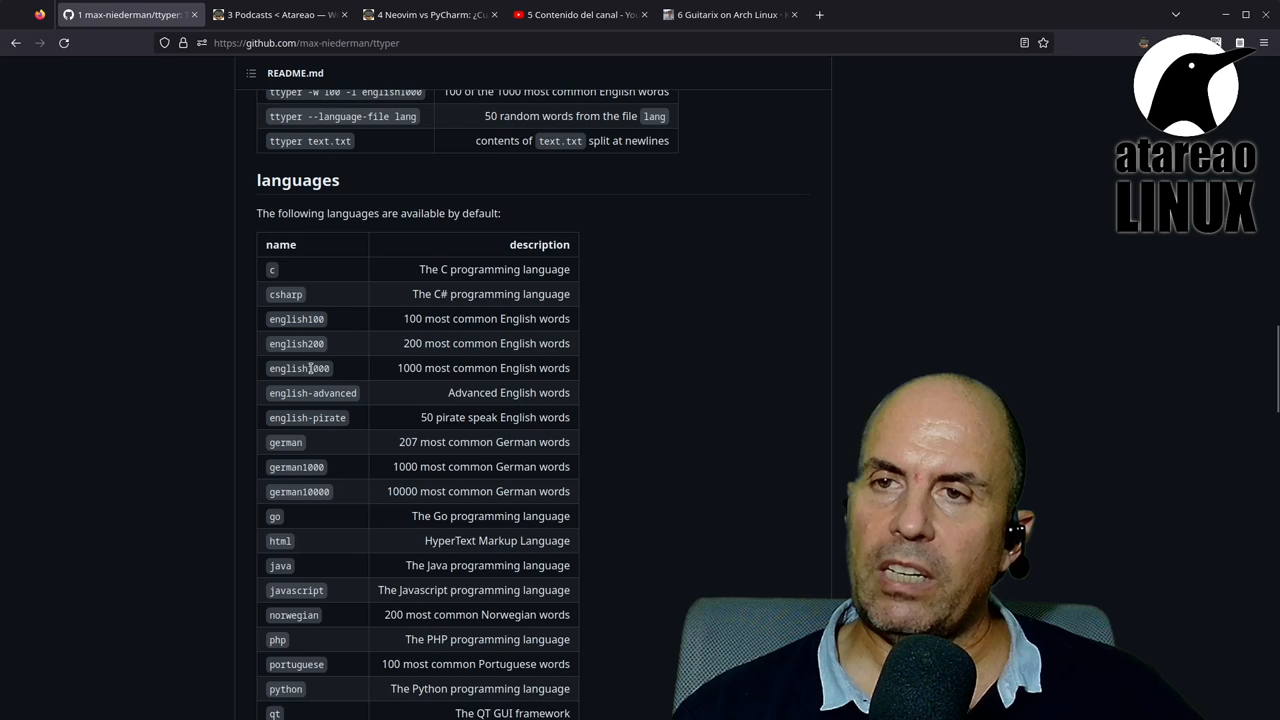 1 max-niederman/ttyper: T
3 Podcasts < Atareao — W
4 Neovim vs PyCharm: ¿C
5 Contenido del canal - Yo
6 Guitarix on Arch Linux -
https://github.com/max-niederman/ttyper
README.md
ttyper -w 100 -l english1000 100 of the 1000 most common English words
ttyper --language-file lang 50 random words from the file lang
ttyper text.txt contents of text.txt split at newlines
languages
The following languages are available by default:
name description
c The C programming language
csharp The C# programming language
english100 100 most common English words
english200 200 most common English words
english1000 1000 most common English words
english-advanced Advanced English words
english-pirate 50 pirate speak English words
german 207 most common German words
german1000 1000 most common German words
german10000 10000 most common German words
go The Go programming language
html HyperText Markup Language
java The Java programming language
javascript The Javascript programming language
norwegian 200 most common Norwegian words
php The PHP programming language
portuguese 100 most common Portuguese words
python The Python programming language
qt The QT GUI framework
atareao
LINUX